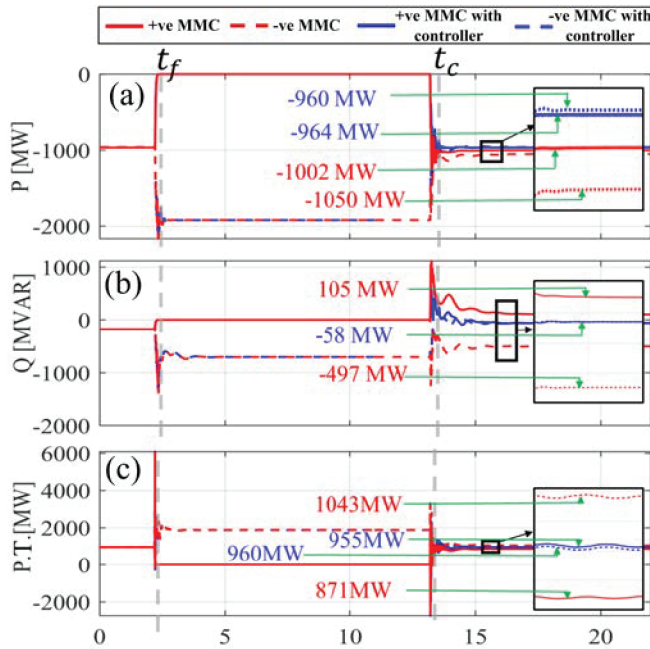 +ve MMC -ve MMC +ve MMC with controller -ve MMC with controller
t_f t_c
(a)
P [MW]
0
-1000
-2000
-960 MW
-964 MW
-1002 MW
-1050 MW
(b)
Q [MVAR]
1000
0
-1000
-2000
105 MW
-58 MW
-497 MW
(c)
P.T.[MW]
6000
4000
2000
0
-2000
1043MW
955MW
960MW
871MW
0 5 10 15 20